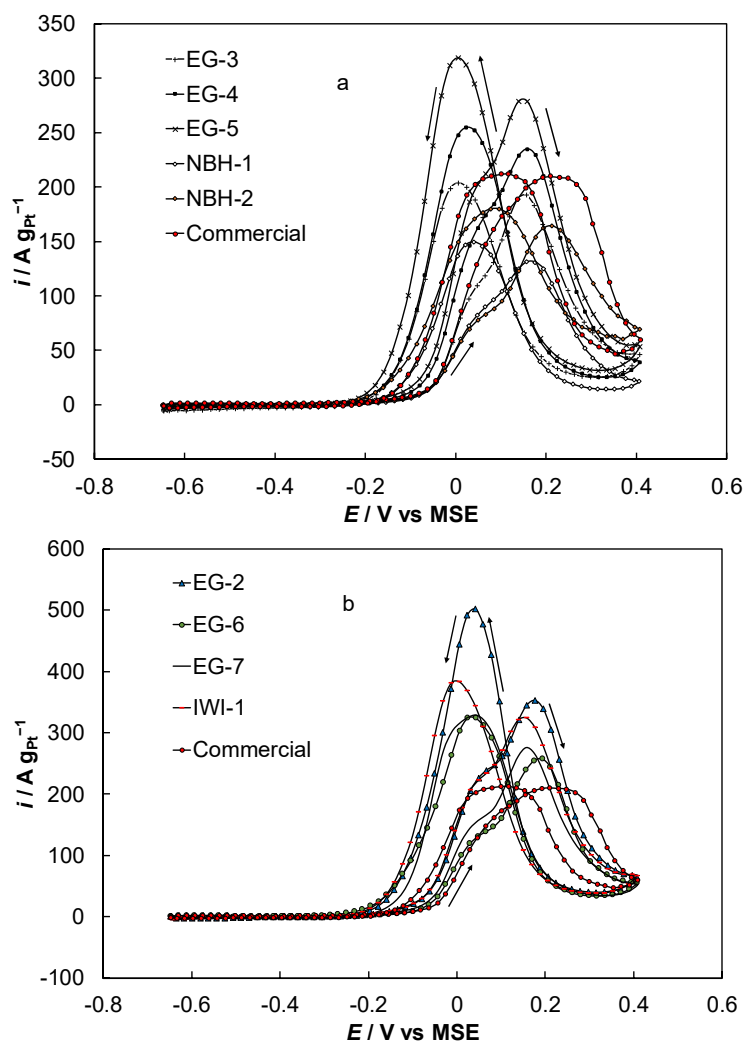 350
300
250
200
150
100
50
0
-50
i / A gPt⁻¹
EG-3
EG-4
EG-5
NBH-1
NBH-2
Commercial
a
-0.8 -0.6 -0.4 -0.2 0 0.2 0.4 0.6
E / V vs MSE
600
500
400
300
200
100
0
-100
i / A gPt⁻¹
EG-2
EG-6
EG-7
IWI-1
Commercial
b
-0.8 -0.6 -0.4 -0.2 0 0.2 0.4 0.6
E / V vs MSE